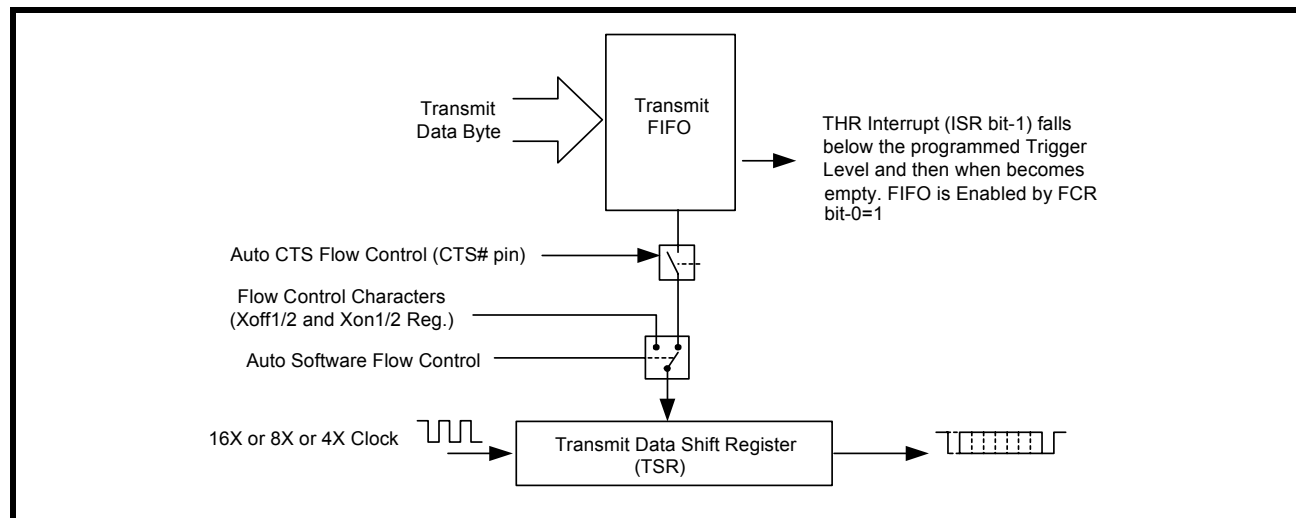 Transmit
FIFO
Transmit
Data Byte
THR Interrupt (ISR bit-1) falls
below the programmed Trigger
Level and then when becomes
empty. FIFO is Enabled by FCR
bit-0=1
Auto CTS Flow Control (CTS# pin)
Flow Control Characters
(Xoff1/2 and Xon1/2 Reg.)
Auto Software Flow Control
16X or 8X or 4X Clock
Transmit Data Shift Register
(TSR)